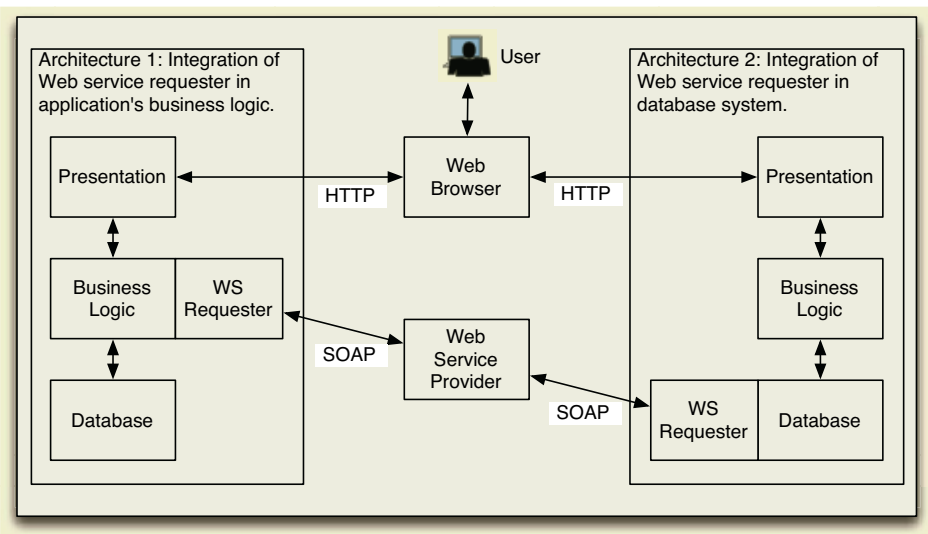 Architecture 1: Integration of
Web service requester in
application's business logic.
User
Architecture 2: Integration of
Web service requester in
database system.
Presentation
HTTP
Web
Browser
HTTP
Presentation
Business
Logic
WS
Requester
Business
Logic
SOAP
Web
Service
Provider
SOAP
Database
WS
Requester
Database